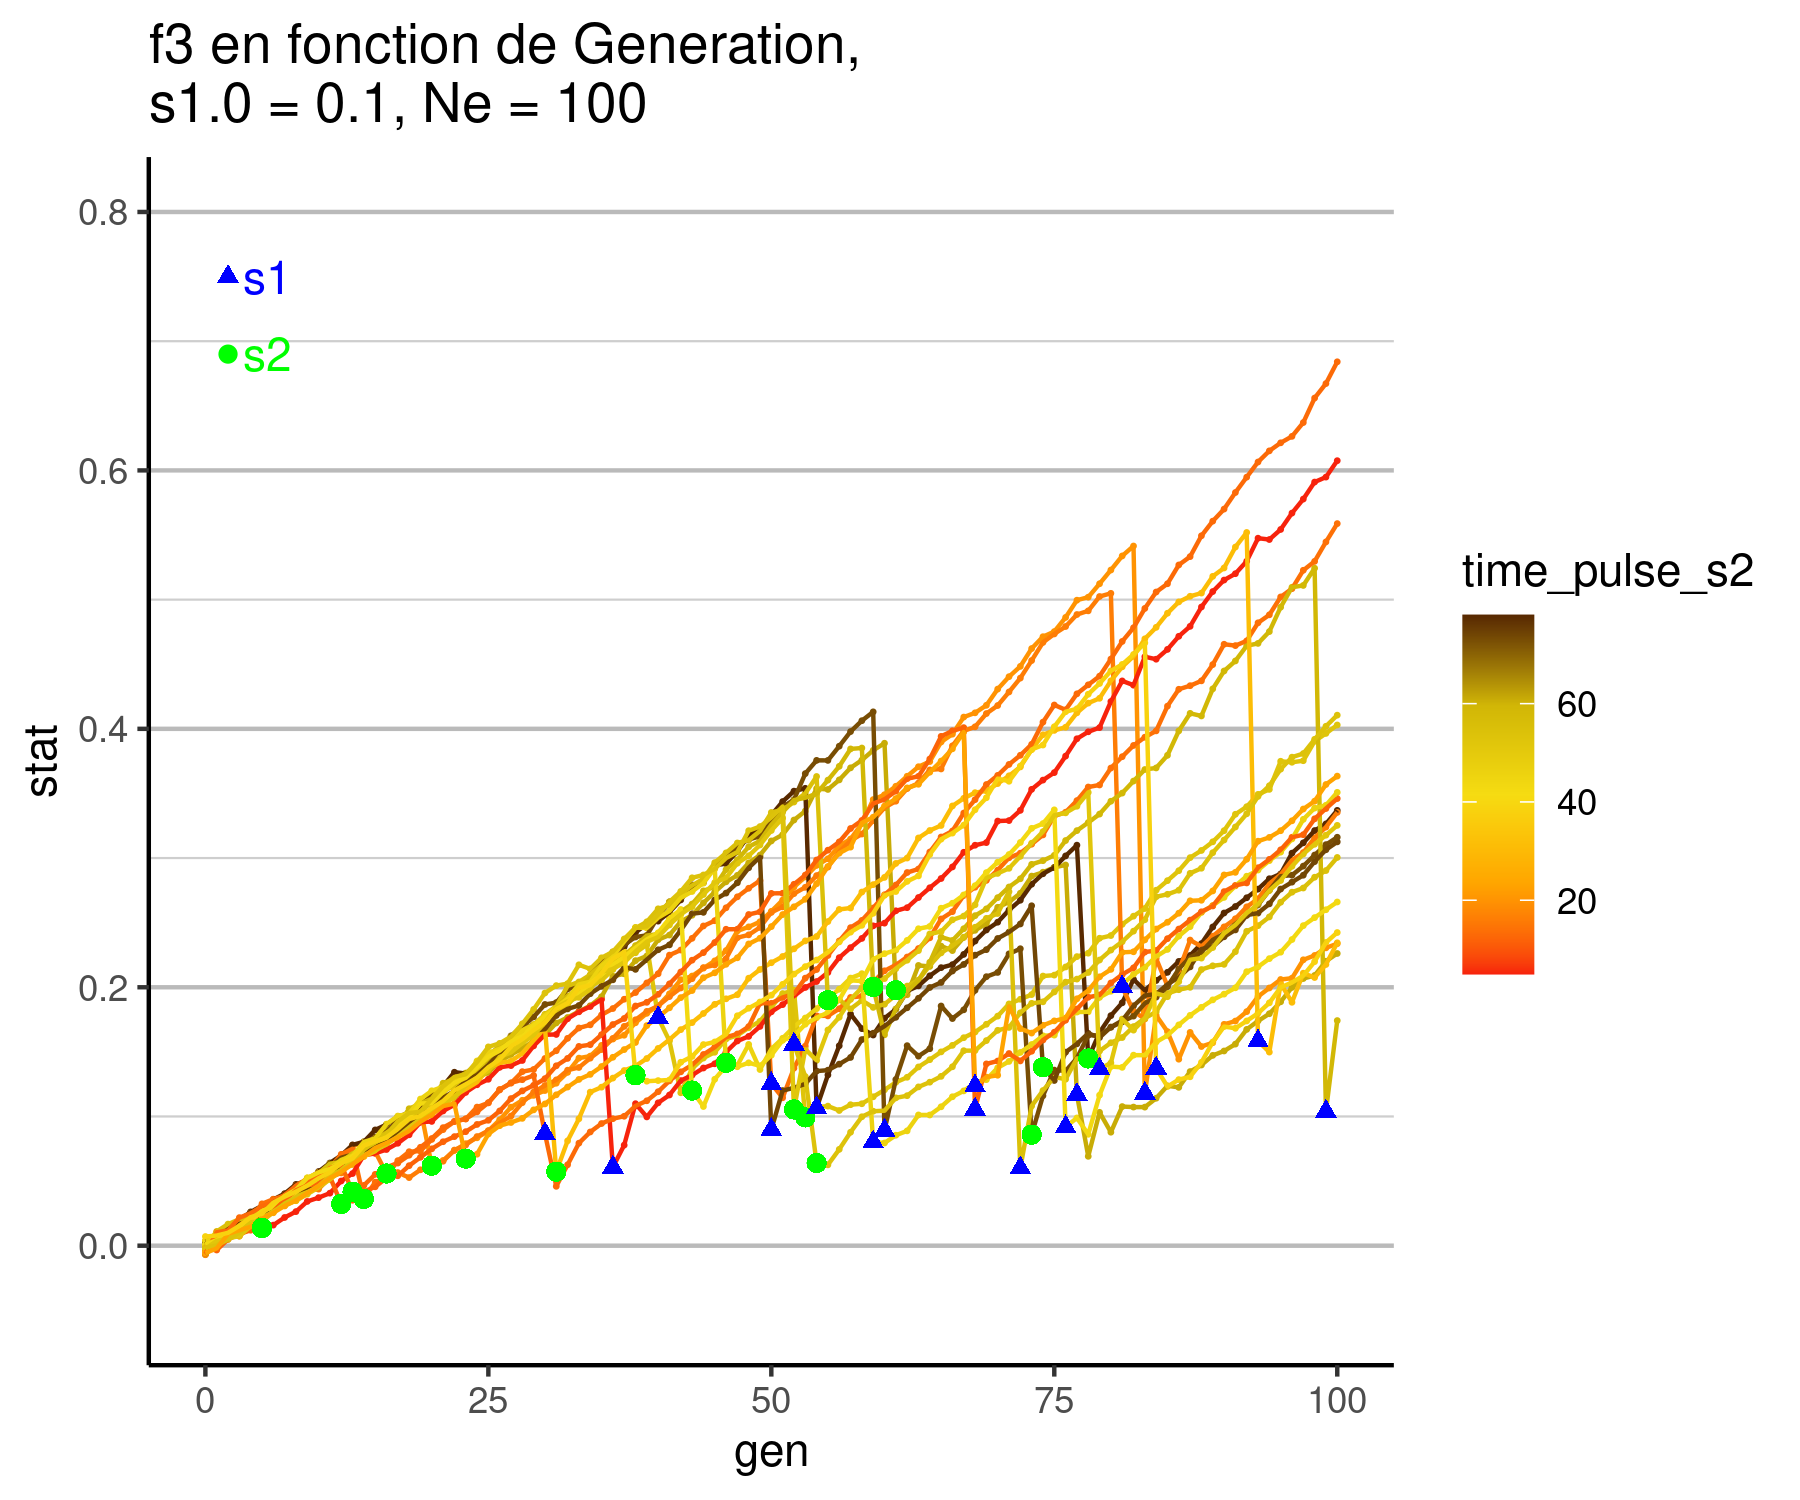 f3 en fonction de Generation,
s1.0 = 0.1, Ne = 100
0.8
s1
s2
0.6
0.4
0.2
0.0
stat
0 25 50 75 100
gen
time_pulse_s2
60
40
20